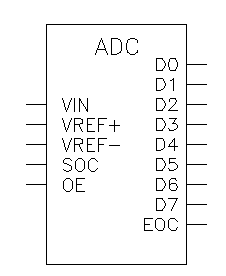 ADC
D0
D1
VIN D2
VREF+ D3
VREF- D4
SOC D5
OE D6
D7
EOC